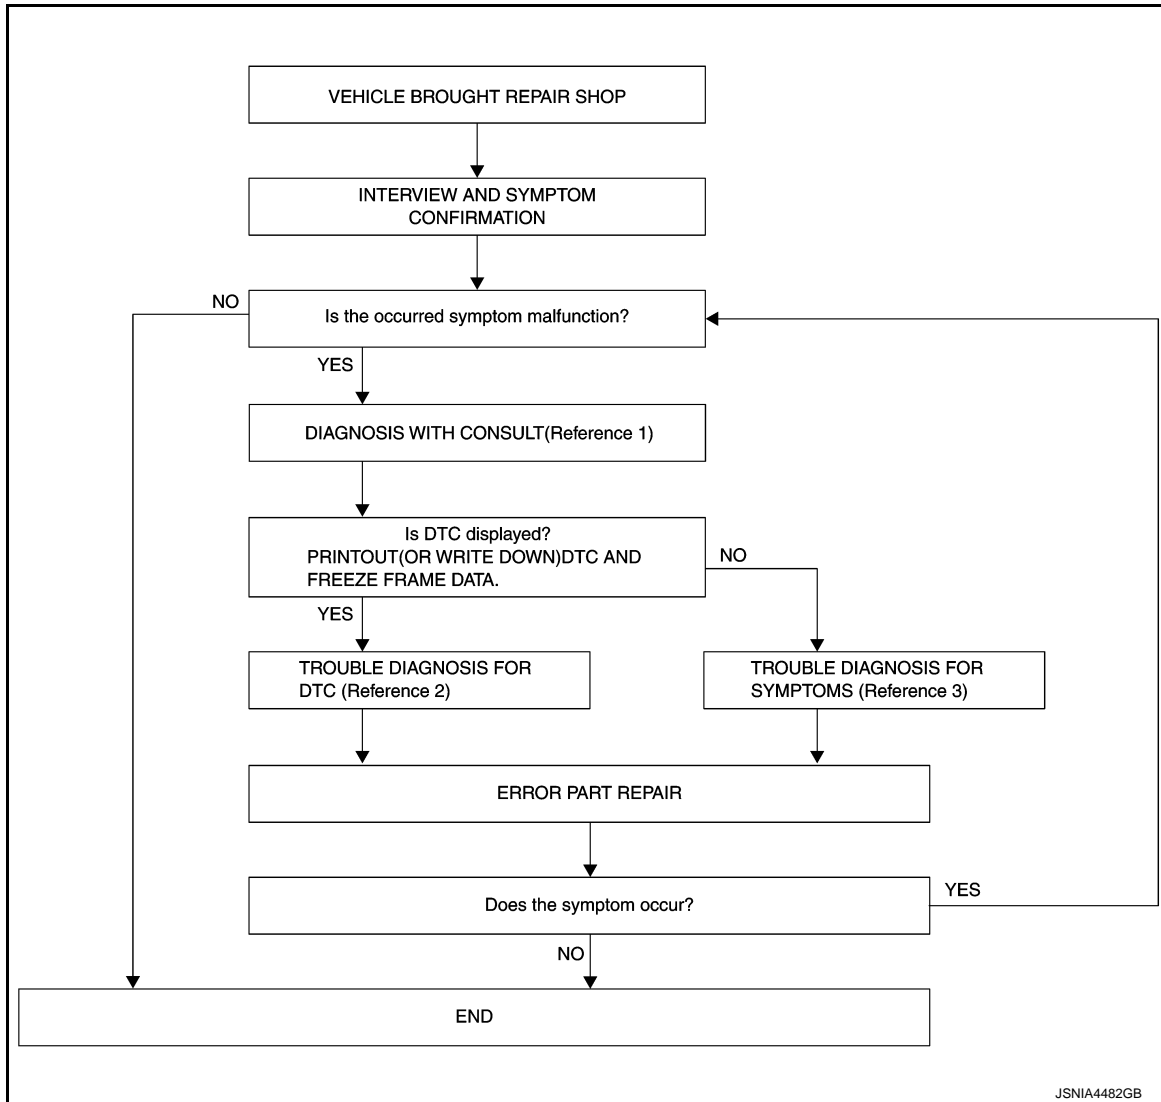 VEHICLE BROUGHT REPAIR SHOP
INTERVIEW AND SYMPTOM
CONFIRMATION
NO
Is the occurred symptom malfunction?
YES
DIAGNOSIS WITH CONSULT(Reference 1)
Is DTC displayed?
PRINTOUT(OR WRITE DOWN)DTC AND
FREEZE FRAME DATA.
NO
YES
TROUBLE DIAGNOSIS FOR
DTC (Reference 2)
TROUBLE DIAGNOSIS FOR
SYMPTOMS (Reference 3)
ERROR PART REPAIR
Does the symptom occur?
YES
NO
END
JSNIA4482GB